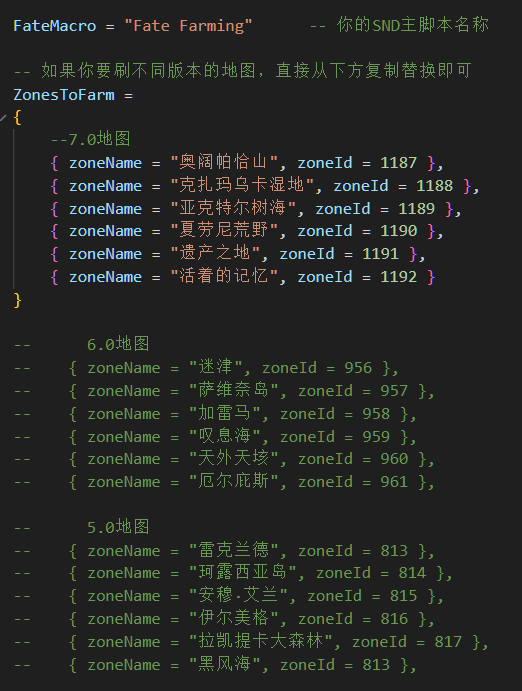 FateMacro = "Fate Farming"      -- 你的SND主脚本名称
-- 如果你要刷不同版本的地图，直接从下方复制替换即可
ZonesToFarm =
{
    --7.0地图
    { zoneName = "奥阔帕恰山", zoneId = 1187 },
    { zoneName = "克扎玛乌卡湿地", zoneId = 1188 },
    { zoneName = "亚克特尔树海", zoneId = 1189 },
    { zoneName = "夏劳尼荒野", zoneId = 1190 },
    { zoneName = "遗产之地", zoneId = 1191 },
    { zoneName = "活着的记忆", zoneId = 1192 }
}
--      6.0地图
--    { zoneName = "迷津", zoneId = 956 },
--    { zoneName = "萨维奈岛", zoneId = 957 },
--    { zoneName = "加雷马", zoneId = 958 },
--    { zoneName = "叹息海", zoneId = 959 },
--    { zoneName = "天外天垓", zoneId = 960 },
--    { zoneName = "厄尔庇斯", zoneId = 961 },
--      5.0地图
--    { zoneName = "雷克兰德", zoneId = 813 },
--    { zoneName = "珂露西亚岛", zoneId = 814 },
--    { zoneName = "安穆·艾兰", zoneId = 815 },
--    { zoneName = "伊尔美格", zoneId = 816 },
--    { zoneName = "拉凯提卡大森林", zoneId = 817 },
--    { zoneName = "黑风海", zoneId = 813 },